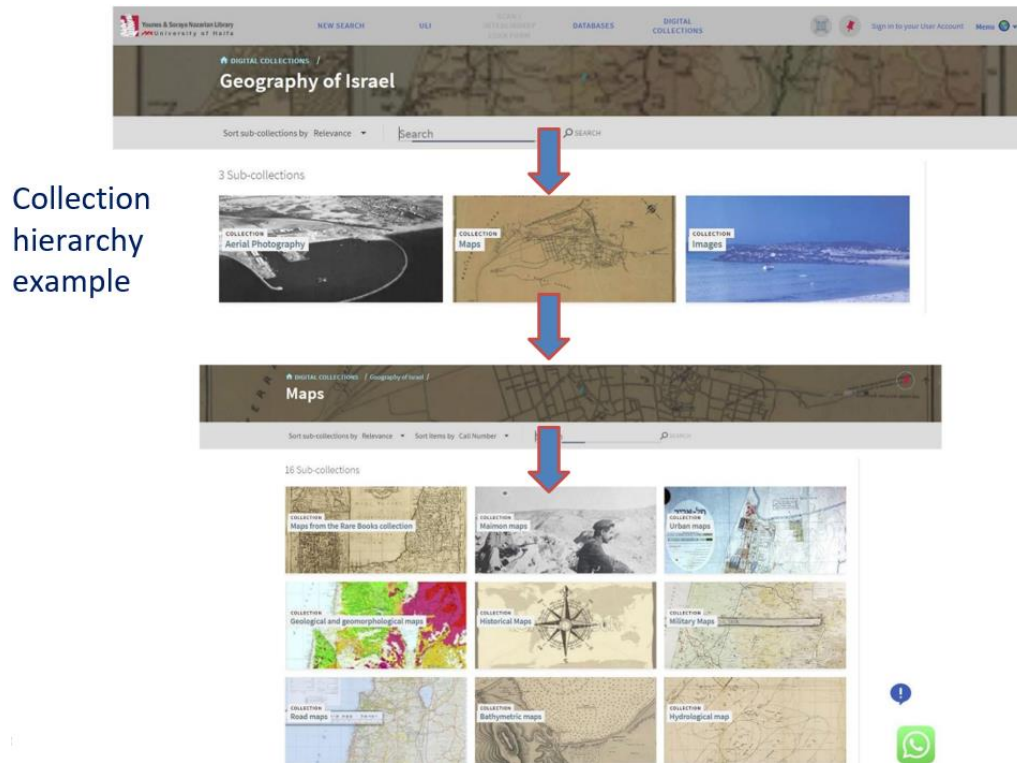 Younes & Soraya Nazarian Library
University of Haifa
NEW SEARCH
ULI
DATABASES
DIGITAL
COLLECTIONS
Sign in to your User Account
Menu
DIGITAL COLLECTIONS /
Geography of Israel
Sort sub-collections by Relevance
Search
SEARCH
3 Sub-collections
Collection
hierarchy
example
COLLECTION
Aerial Photography
COLLECTION
Maps
COLLECTION
Images
DIGITAL COLLECTIONS / Geography of Israel /
Maps
Sort sub-collections by Relevance
Sort items by Call Number
SEARCH
16 Sub-collections
COLLECTION
Maps from the Rare Books collection
COLLECTION
Maimon maps
COLLECTION
Urban maps
COLLECTION
Geological and geomorphological maps
COLLECTION
Historical Maps
COLLECTION
Military Maps
COLLECTION
Road maps
COLLECTION
Bathymetric maps
COLLECTION
Hydrological map